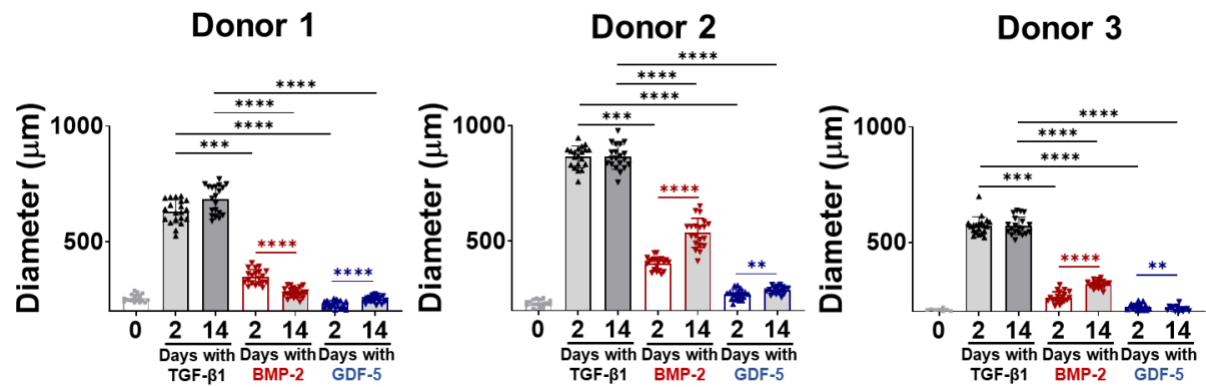 Donor 1
****
****
****
***
Diameter (μm)
1000
500
****
****
0 2 14 2 14 2 14
Days with Days with Days with
TGF-β1 BMP-2 GDF-5
Donor 2
****
****
****
***
Diameter (μm)
1000
500
****
**
0 2 14 2 14 2 14
Days with Days with Days with
TGF-β1 BMP-2 GDF-5
Donor 3
****
****
****
***
Diameter (μm)
1000
500
****
**
0 2 14 2 14 2 14
Days with Days with Days with
TGF-β1 BMP-2 GDF-5